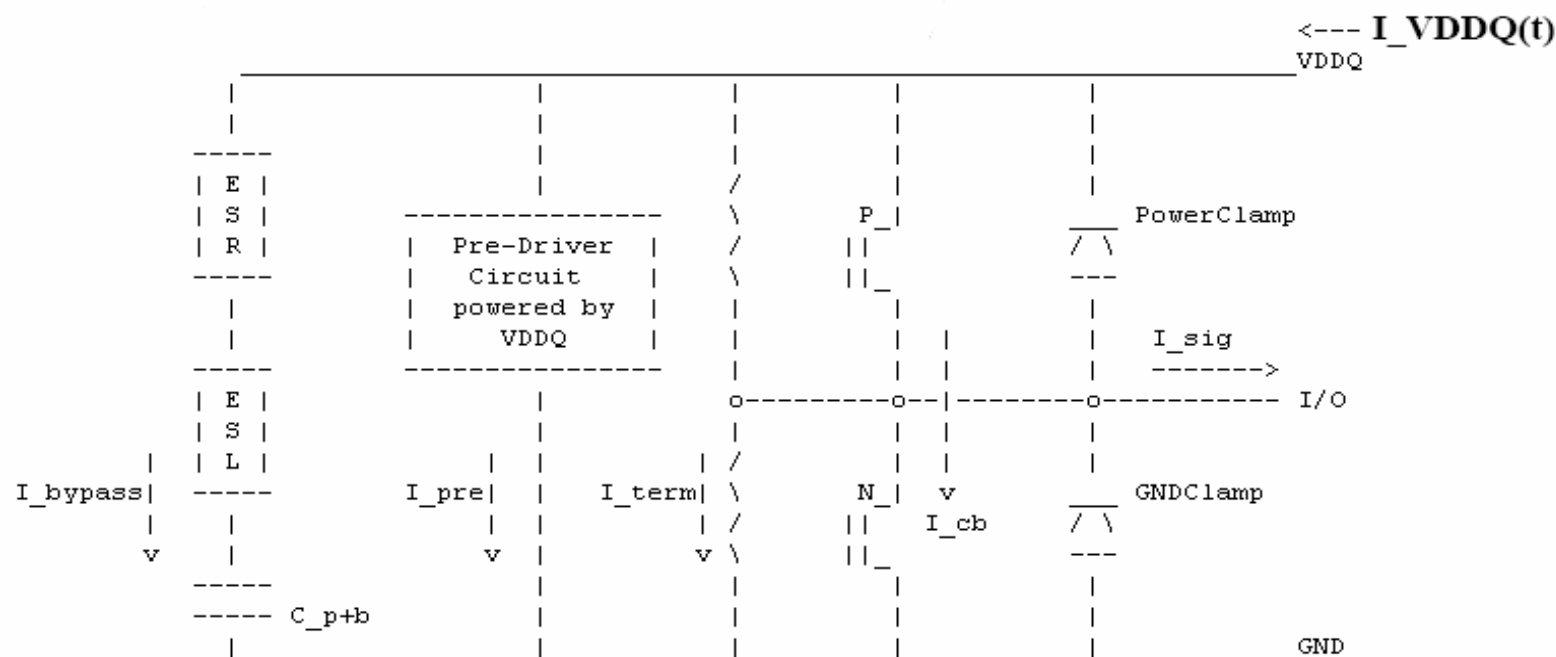 <--- I_VDDQ(t)
VDDQ
E
S P_ PowerClamp
R Pre-Driver
Circuit
powered by
VDDQ I_sig
E I/O
S
L
I_bypass I_pre I_term N_ v GNDClamp
I_cb
v v v
C_p+b
GND